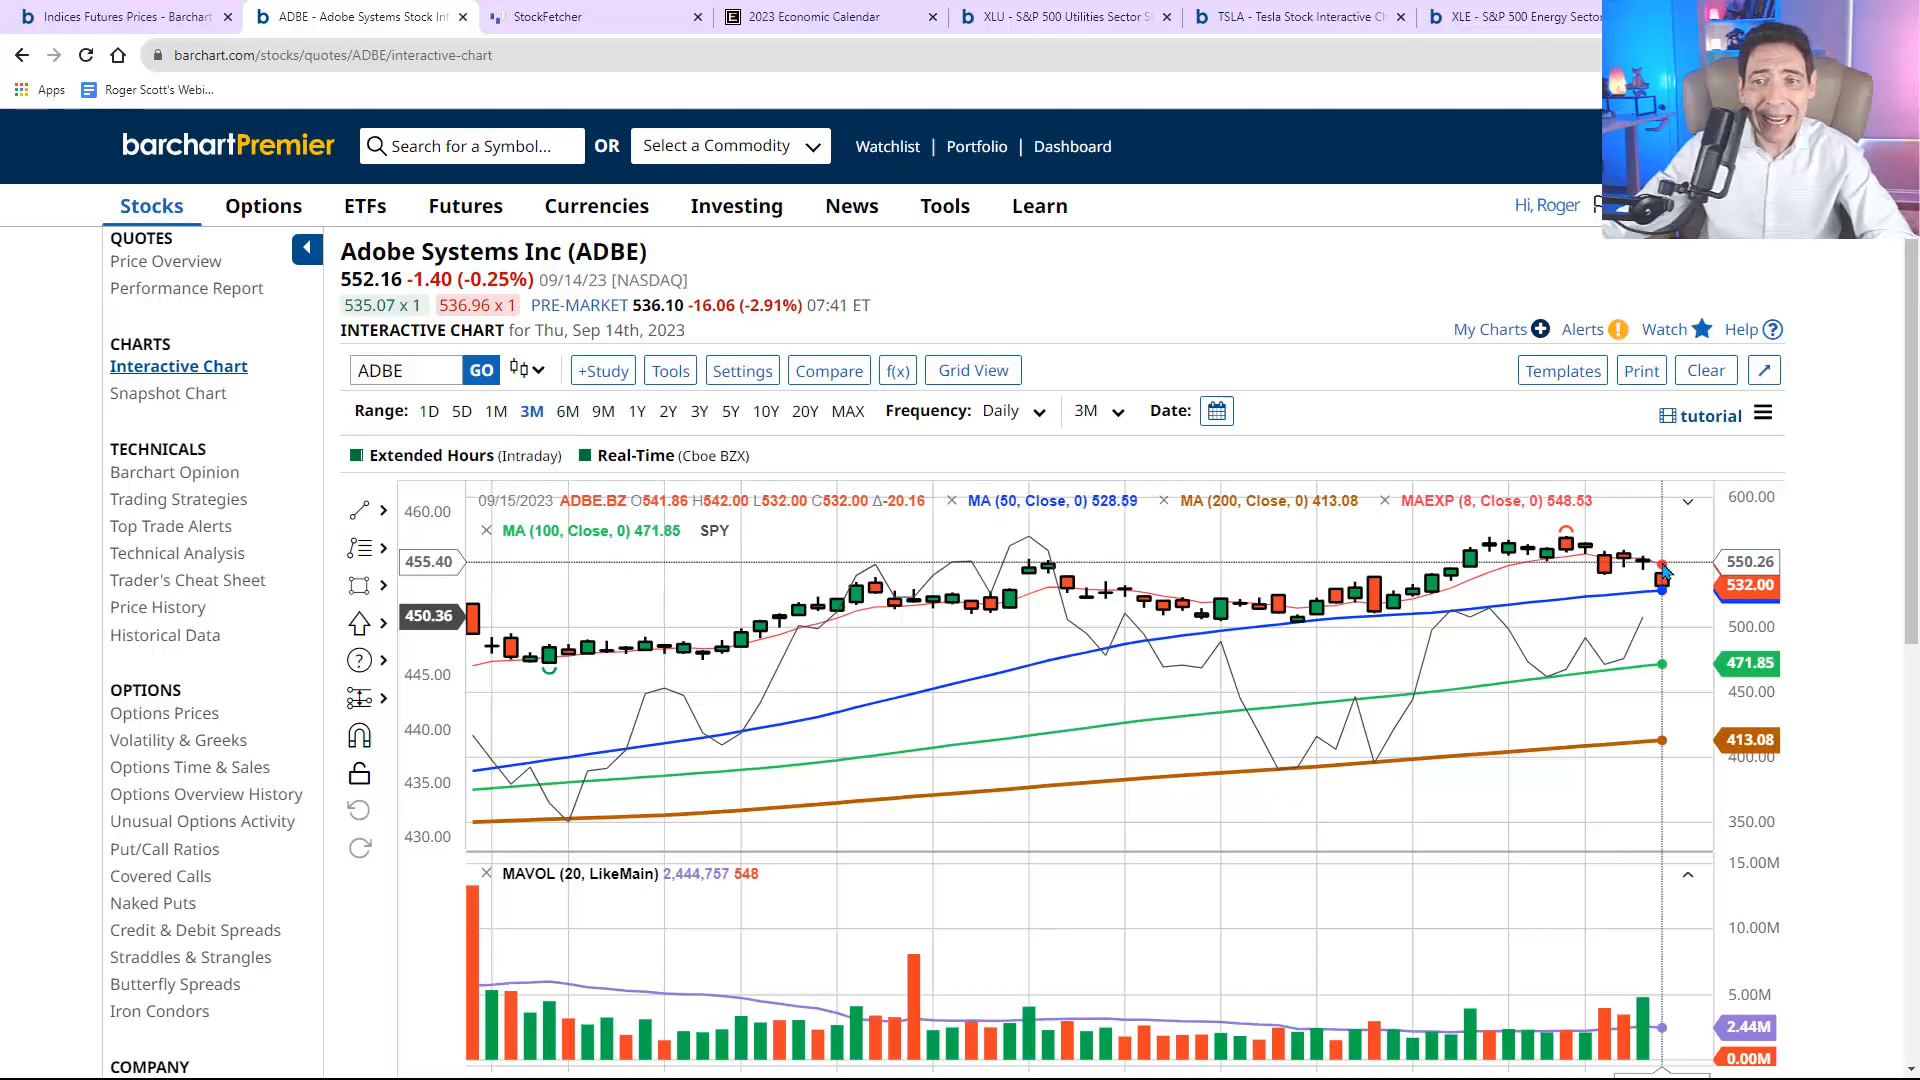 Indices Futures Prices - Barchart
ADBE - Adobe Systems Stock Int
StockFetcher
2023 Economic Calendar
XLU - S&P 500 Utilities Sector S
TSLA - Tesla Stock Interactive Ch
XLE - S&P 500 Energy Sector
barchart.com/stocks/quotes/ADBE/interactive-chart
Apps
Roger Scott's Webi...
barchartPremier
Search for a Symbol...
OR
Select a Commodity
Watchlist | Portfolio | Dashboard
Stocks Options ETFs Futures Currencies Investing News Tools Learn
Hi, Roger
QUOTES
Price Overview
Performance Report
CHARTS
Interactive Chart
Snapshot Chart
TECHNICALS
Barchart Opinion
Trading Strategies
Top Trade Alerts
Technical Analysis
Trader's Cheat Sheet
Price History
Historical Data
OPTIONS
Options Prices
Volatility & Greeks
Options Time & Sales
Options Overview History
Unusual Options Activity
Put/Call Ratios
Covered Calls
Naked Puts
Credit & Debit Spreads
Straddles & Strangles
Butterfly Spreads
Iron Condors
COMPANY
Adobe Systems Inc (ADBE)
552.16 -1.40 (-0.25%) 09/14/23 [NASDAQ]
535.07 x 1 536.96 x 1 PRE-MARKET 536.10 -16.06 (-2.91%) 07:41 ET
INTERACTIVE CHART for Thu, Sep 14th, 2023
My Charts Alerts Watch Help
ADBE GO +Study Tools Settings Compare f(x) Grid View
Templates Print Clear
Range: 1D 5D 1M 3M 6M 9M 1Y 2Y 3Y 5Y 10Y 20Y MAX Frequency: Daily 3M Date:
tutorial
Extended Hours (Intraday) Real-Time (Cboe BZX)
09/15/2023 ADBE.BZ O541.86 H542.00 L532.00 C532.00 Δ-20.16 MA (50, Close, 0) 528.59 MA (200, Close, 0) 413.08 MAEXP (8, Close, 0) 548.53
MA (100, Close, 0) 471.85 SPY
460.00
455.40
450.36
445.00
440.00
435.00
430.00
600.00
550.26
532.00
500.00
471.85
450.00
413.08
400.00
350.00
MAVOL (20, LikeMain) 2,444,757 548
15.00M
10.00M
5.00M
2.44M
0.00M